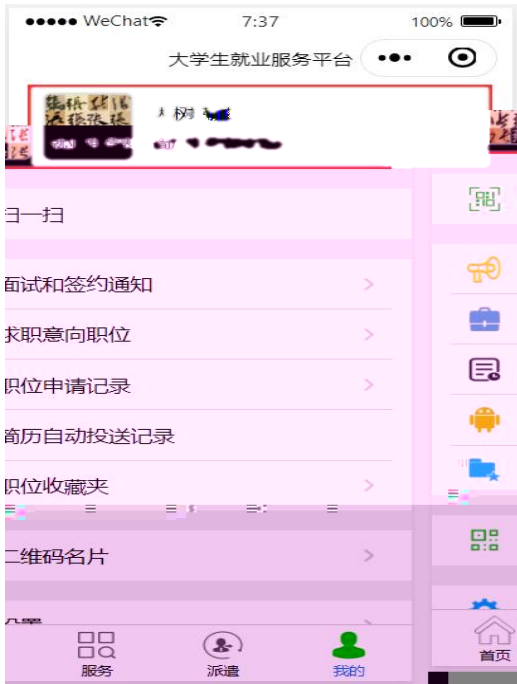 WeChat 7:37 100%
大学生就业服务平台
树
扫一扫
面试和签约通知
求职意向职位
职位申请记录
简历自动投送记录
职位收藏夹
二维码名片
服务 派遣 我的 首页